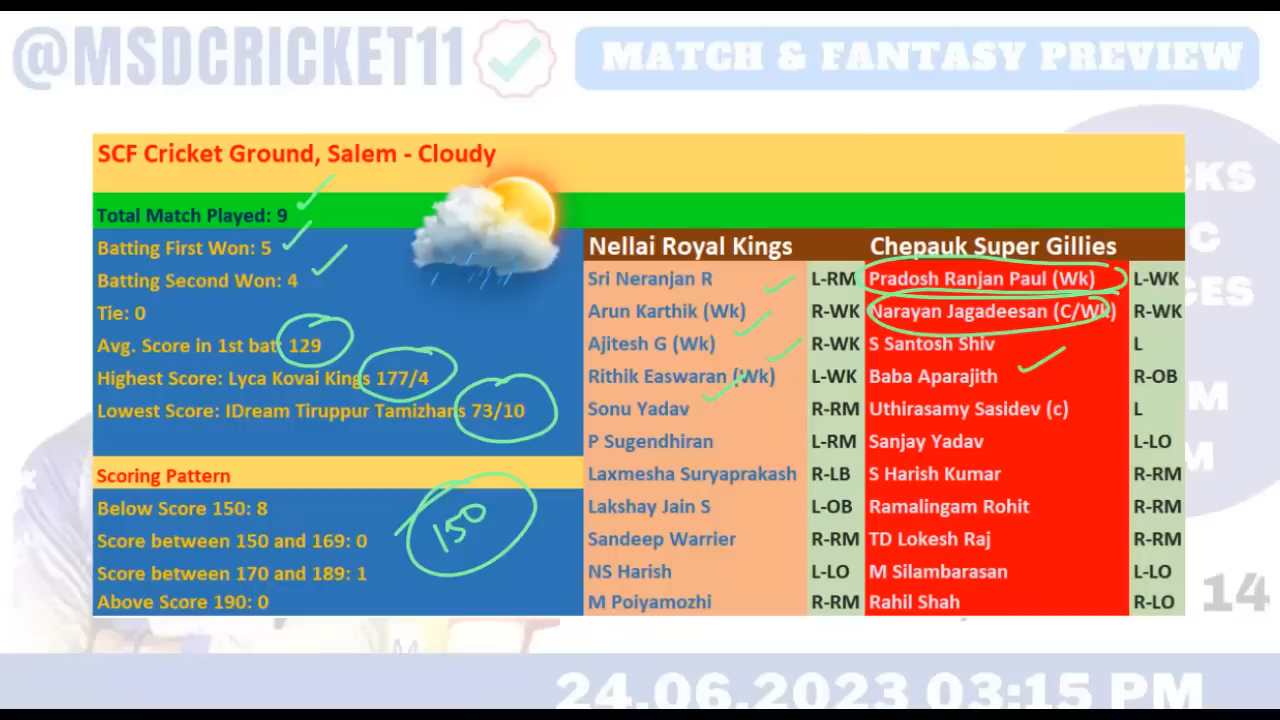 @MSDCRICKET11
MATCH & FANTASY PREVIEW
SCF Cricket Ground, Salem - Cloudy
Total Match Played: 9
Batting First Won: 5
Batting Second Won: 4
Tie: 0
Avg. Score in 1st bat: 129
Highest Score: Lyca Kovai Kings 177/4
Lowest Score: IDream Tiruppur Tamizhans 73/10
Scoring Pattern
Below Score 150: 8
Score between 150 and 169: 0
Score between 170 and 189: 1
Above Score 190: 0
150
Nellai Royal Kings
Sri Neranjan R L-RM
Arun Karthik (Wk) R-WK
Ajitesh G (Wk) R-WK
Rithik Easwaran (Wk) L-WK
Sonu Yadav R-RM
P Sugendhiran L-RM
Laxmesha Suryaprakash R-LB
Lakshay Jain S L-OB
Sandeep Warrier R-RM
NS Harish L-LO
M Poiyamozhi R-RM
Chepauk Super Gillies
Pradosh Ranjan Paul (Wk) L-WK
Narayan Jagadeesan (C/Wk) R-WK
S Santosh Shiv L
Baba Aparajith R-OB
Uthirasamy Sasidev (c) L
Sanjay Yadav L-LO
S Harish Kumar R-RM
Ramalingam Rohit R-RM
TD Lokesh Raj R-RM
M Silambarasan L-LO
Rahil Shah R-LO
14
24.06.2023 03:15 PM